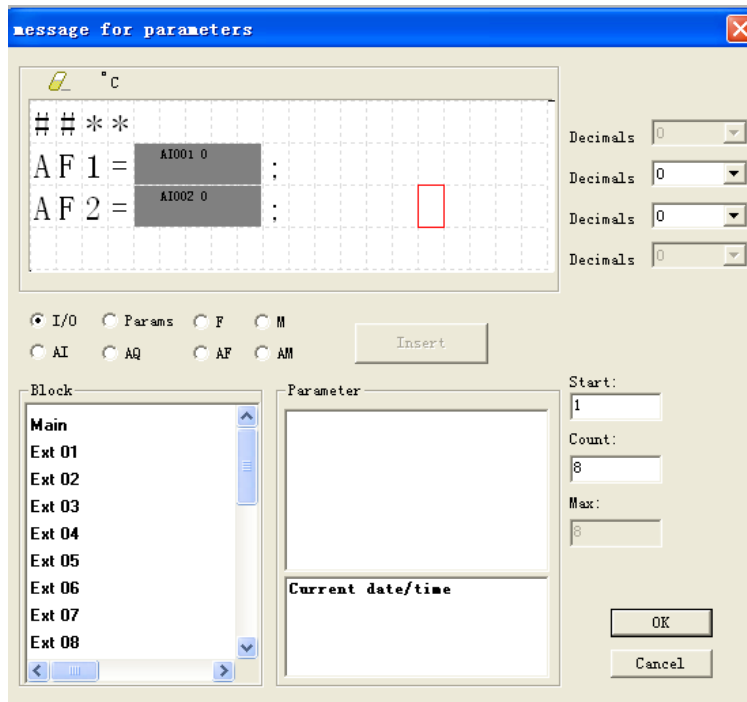 message for parameters
°C
##**
AF1= AI001 0 ;
AF2= AI002 0 ;
Decimals 0
Decimals 0
Decimals 0
Decimals 0
I/O Params F M
AI AQ AF AM
Insert
Block
Main
Ext 01
Ext 02
Ext 03
Ext 04
Ext 05
Ext 06
Ext 07
Ext 08
Parameter
Current date/time
Start:
1
Count:
8
Max:
8
OK
Cancel